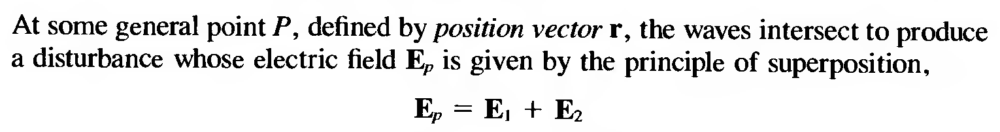 At some general point P, defined by position vector r, the waves intersect to produce
a disturbance whose electric field Eₚ is given by the principle of superposition,
Eₚ = E₁ + E₂